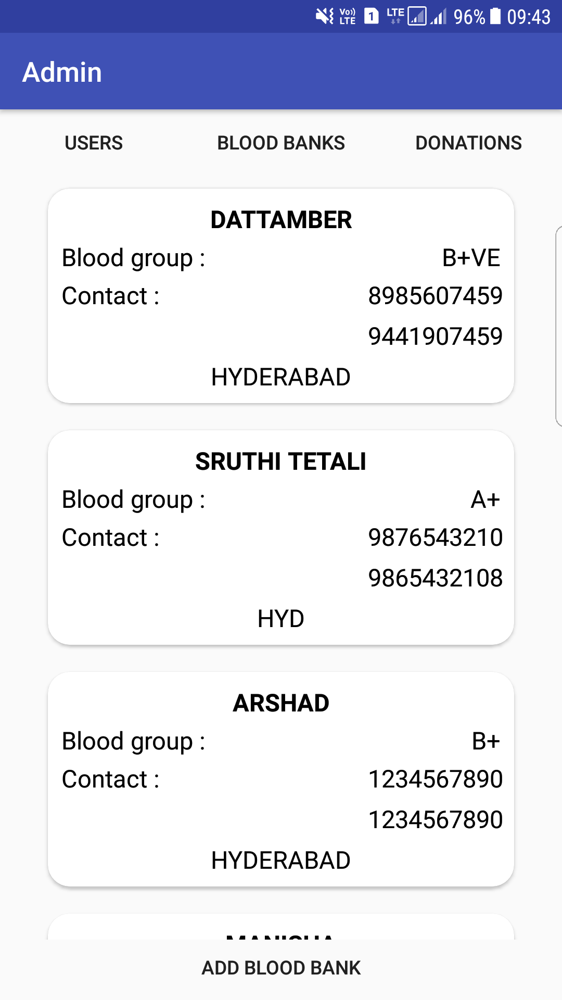 Vo)) LTE 1 LTE 96% 09:43
Admin
USERS BLOOD BANKS DONATIONS
DATTAMBER
Blood group : B+VE
Contact : 8985607459
9441907459
HYDERABAD
SRUTHI TETALI
Blood group : A+
Contact : 9876543210
9865432108
HYD
ARSHAD
Blood group : B+
Contact : 1234567890
1234567890
HYDERABAD
ADD BLOOD BANK